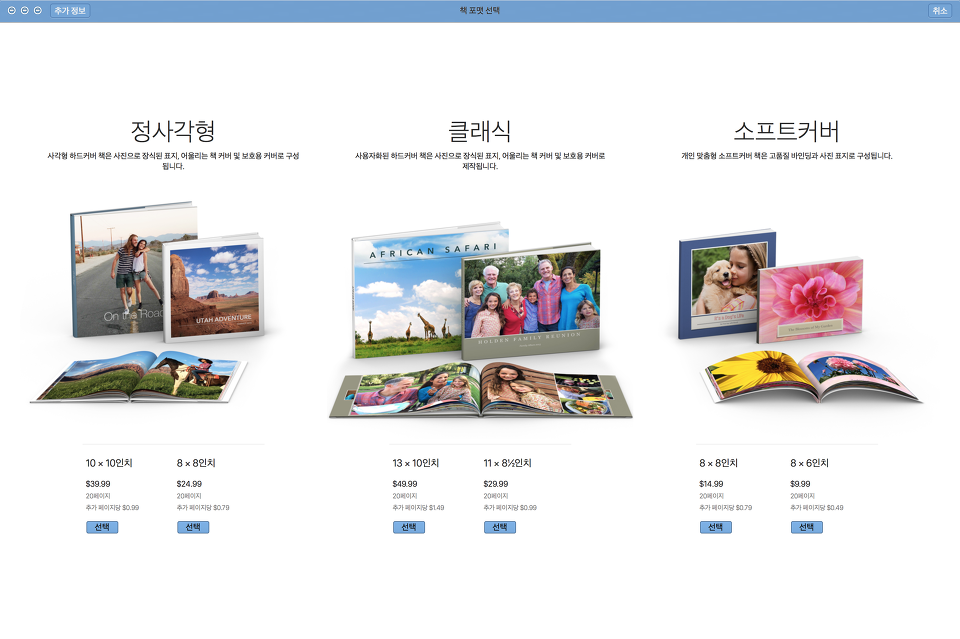 추가 정보
책 포맷 선택
취소
정사각형
사각형 하드커버 책은 사진으로 장식된 표지, 어울리는 책 커버 및 보호용 커버로 구성
됩니다.
On the Road
UTAH ADVENTURE
10 × 10인치
$39.99
20페이지
추가 페이지당 $0.99
선택
8 × 8인치
$24.99
20페이지
추가 페이지당 $0.79
선택
클래식
사용자화된 하드커버 책은 사진으로 장식된 표지, 어울리는 책 커버 및 보호용 커버로
제작됩니다.
AFRICAN SAFARI
HOLDEN FAMILY REUNION
13 × 10인치
$49.99
20페이지
추가 페이지당 $1.49
선택
11 × 8½인치
$29.99
20페이지
추가 페이지당 $0.99
선택
소프트커버
개인 맞춤형 소프트커버 책은 고품질 바인딩과 사진 표지로 구성됩니다.
It's a dog's life
8 × 8인치
$14.99
20페이지
추가 페이지당 $0.79
선택
8 × 6인치
$9.99
20페이지
추가 페이지당 $0.49
선택